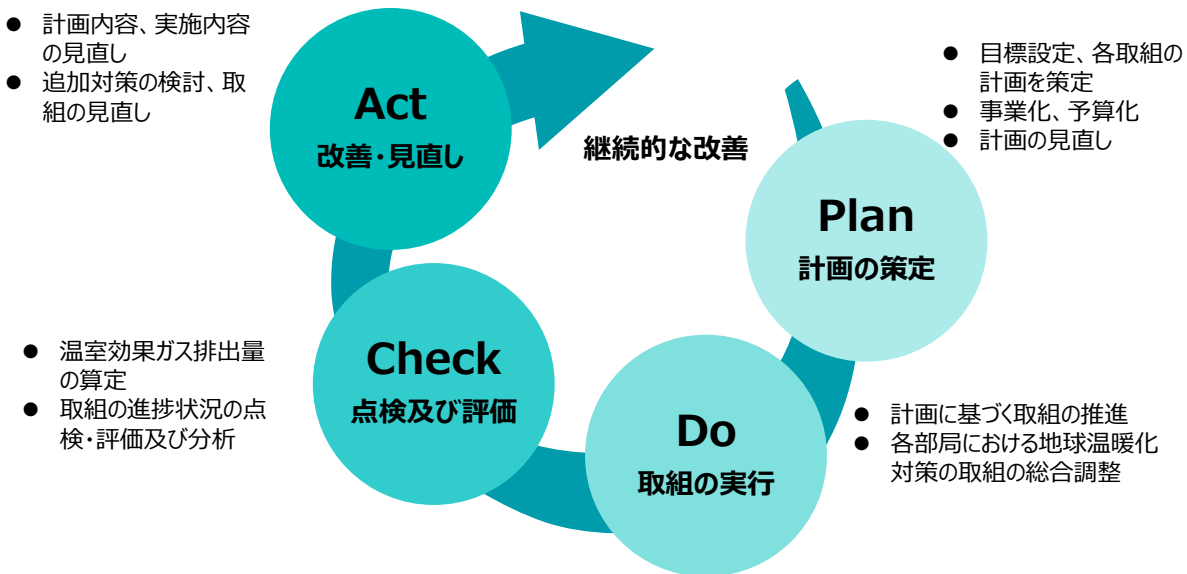 ● 計画内容、実施内容
の見直し
● 追加対策の検討、取
組の見直し
Act
改善・見直し
継続的な改善
● 目標設定、各取組の
計画を策定
● 事業化、予算化
● 計画の見直し
Plan
計画の策定
● 温室効果ガス排出量
の算定
● 取組の進捗状況の点
検・評価及び分析
Check
点検及び評価
Do
取組の実行
● 計画に基づく取組の推進
● 各部局における地球温暖化
対策の取組の総合調整